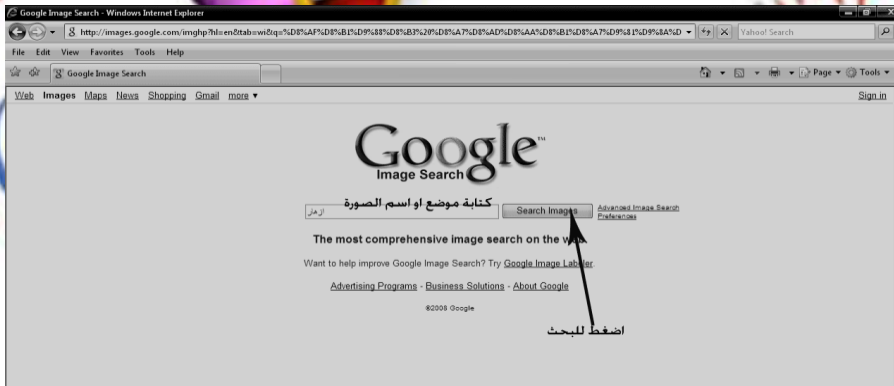 Google Image Search - Windows Internet Explorer
http://images.google.com/imghp?hl=en&tab=wi&q=%D8%AF%D8%B1%D9%88%D8%B3%20%D8%A7%D8%AD%D8%AA%D8%B1%D8%A7%D9%81%D9%8A%D Yahoo! Search
File Edit View Favorites Tools Help
Google Image Search Page Tools
Web Images Maps News Shopping Gmail more Sign in
Google™
Image Search
كتابة موضع او اسم الصورة
ازهار Search Images Advanced Image Search
Preferences
The most comprehensive image search on the web.
Want to help improve Google Image Search? Try Google Image Labeler.
Advertising Programs - Business Solutions - About Google
©2008 Google
اضغط للبحث